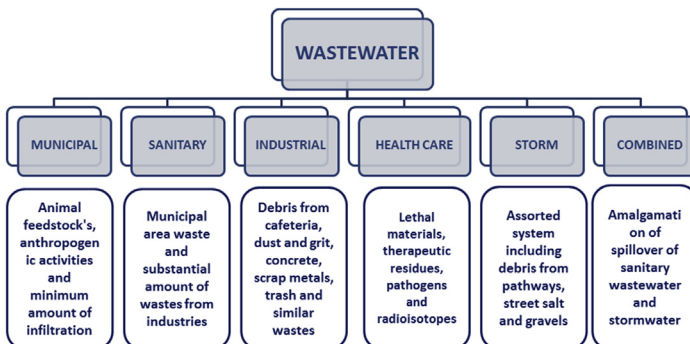 WASTEWATER
MUNICIPAL
SANITARY
INDUSTRIAL
HEALTH CARE
STORM
COMBINED
Animal
feedstock's,
anthropogen
ic activities
and
minimum
amount of
infiltration
Municipal
area waste
and
substantial
amount of
wastes from
industries
Debris from
cafeteria,
dust and grit,
concrete,
scrap metals,
trash and
similar
wastes
Lethal
materials,
therapeutic
residues,
pathogens
and
radioisotopes
Assorted
system
including
debris from
pathways,
street salt
and gravels
Amalgamati
on of
spillover of
sanitary
wastewater
and
stormwater